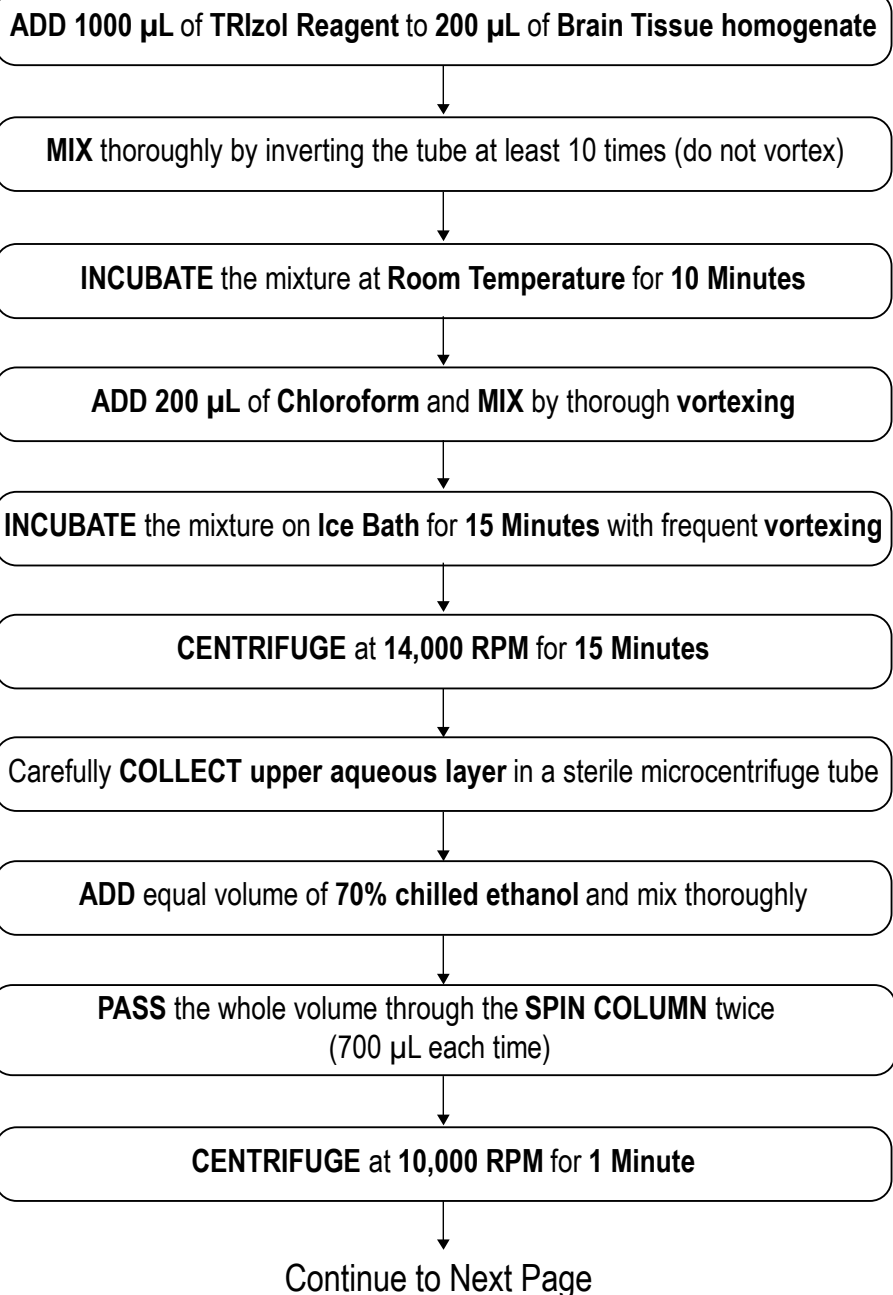 ADD 1000 µL of TRIzol Reagent to 200 µL of Brain Tissue homogenate
MIX thoroughly by inverting the tube at least 10 times (do not vortex)
INCUBATE the mixture at Room Temperature for 10 Minutes
ADD 200 µL of Chloroform and MIX by thorough vortexing
INCUBATE the mixture on Ice Bath for 15 Minutes with frequent vortexing
CENTRIFUGE at 14,000 RPM for 15 Minutes
Carefully COLLECT upper aqueous layer in a sterile microcentrifuge tube
ADD equal volume of 70% chilled ethanol and mix thoroughly
PASS the whole volume through the SPIN COLUMN twice
(700 µL each time)
CENTRIFUGE at 10,000 RPM for 1 Minute
Continue to Next Page